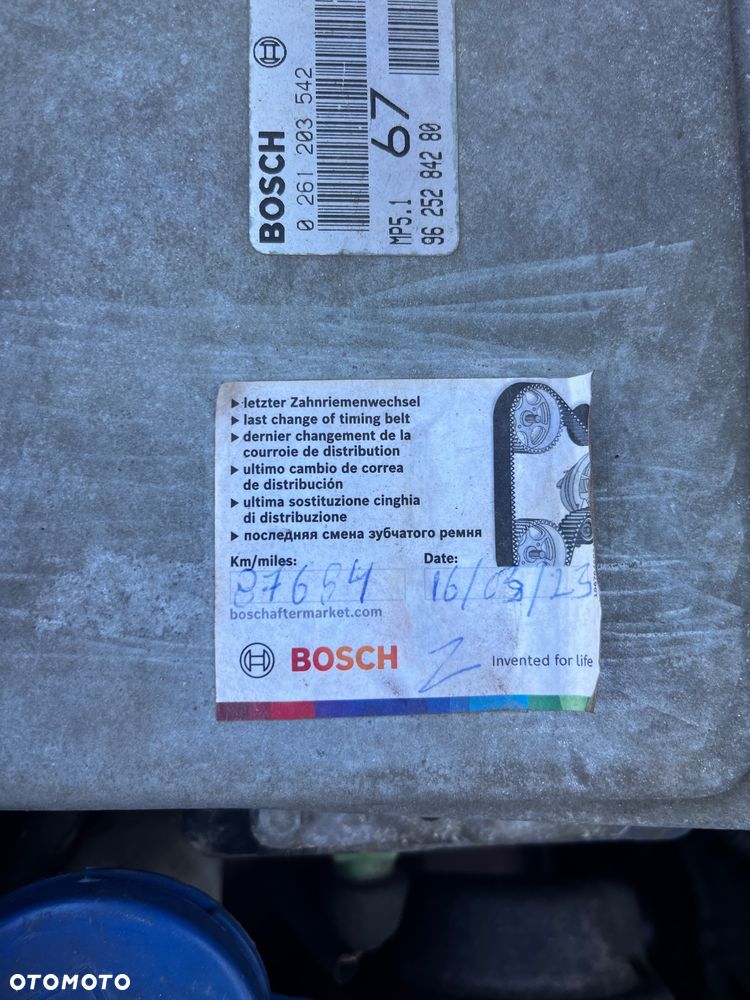 BOSCH
0 261 203 542
67
MP5.1
96 252 842 80
▶ letzter Zahnriemenwechsel
▶ last change of timing belt
▶ dernier changement de la
courroie de distribution
▶ ultimo cambio de correa
de distribución
▶ ultima sostituzione cinghia
di distribuzione
▶ последняя смена зубчатого ремня
Km/miles: Date:
boschaftermarket.com
BOSCH Z Invented for life
OTOMOTO